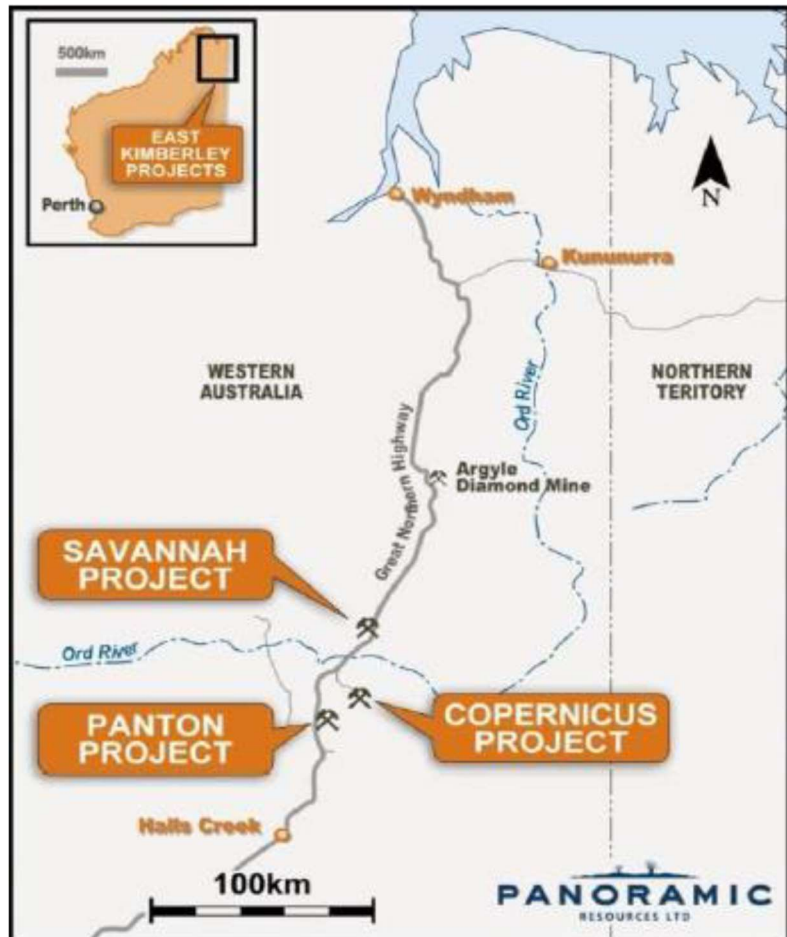 500km
EAST
KIMBERLEY
PROJECTS
Perth
N
Wyndham
Kununurra
WESTERN
AUSTRALIA
NORTHERN
TERITORY
Ord River
Great Northern Highway
Argyle
Diamond Mine
SAVANNAH
PROJECT
Ord River
PANTON
PROJECT
COPERNICUS
PROJECT
Halls Creek
100km
PANORAMIC
RESOURCES LTD